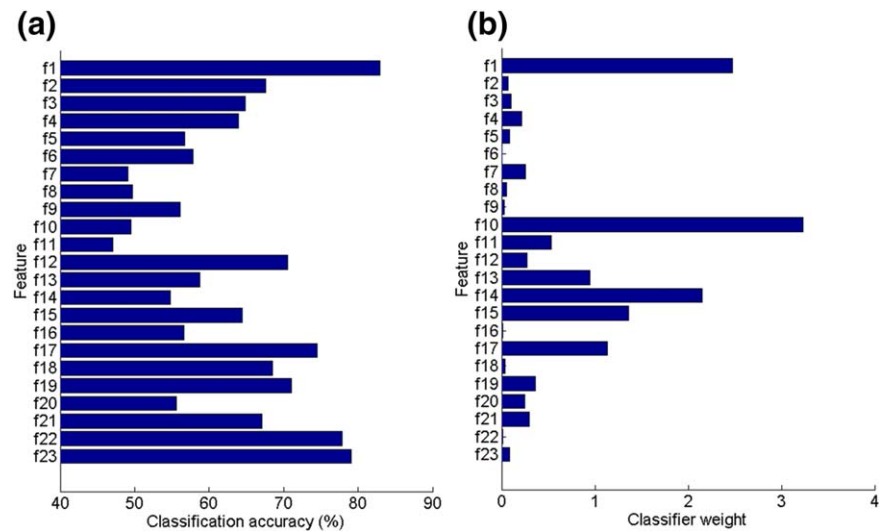 (a)
f1
f2
f3
f4
f5
f6
f7
f8
f9
f10
f11
f12
f13
f14
f15
f16
f17
f18
f19
f20
f21
f22
f23
Feature
40 50 60 70 80 90
Classification accuracy (%)
(b)
f1
f2
f3
f4
f5
f6
f7
f8
f9
f10
f11
f12
f13
f14
f15
f16
f17
f18
f19
f20
f21
f22
f23
Feature
0 1 2 3 4
Classifier weight